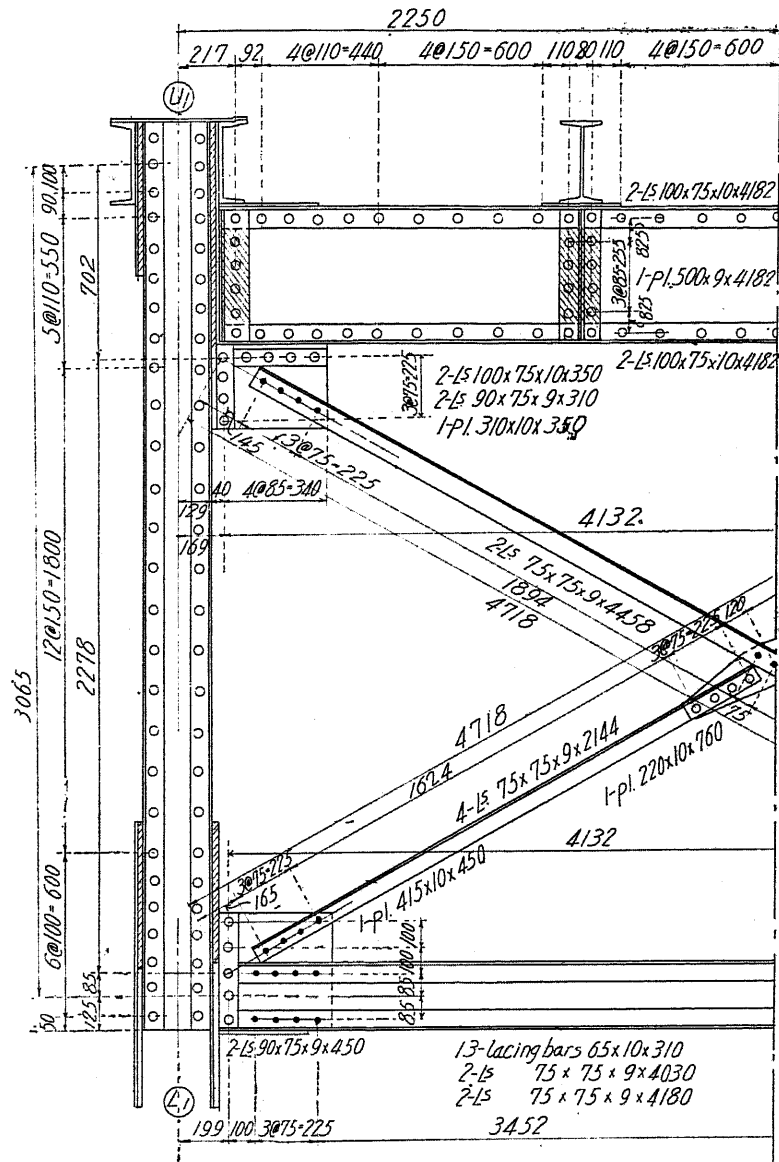 2250
217 92 4@110=440 4@150=600 110 80 110 4@150=600
U1
2-Ls 100x75x10x4182
90,100
5@110=550
702
825
3@85=255
825
1-pl.500x9x4182
2-Ls 100x75x10x4182
2-Ls 100x75x10x350
2-Ls 90x75x9x310
1-pl. 310x10x350
3@75=225
145
3@75=225
40 4@85=340
129
169
4132
2-Ls 75x75x9x4458
1894
4718
12@150=1800
2278
3065
3@75=225 120
75
4718
1624
4-Ls 75x75x9x2144
1-pl. 220x10x760
4132
3@75=225
165
1-pl. 415x10x450
6@100=600
85
125
50
100
100
85
85
2-Ls 90x75x9x450
13-lacing bars 65x10x310
2-Ls 75x75x9x4030
2-Ls 75x75x9x4180
L1
199 100 3@75=225
3452